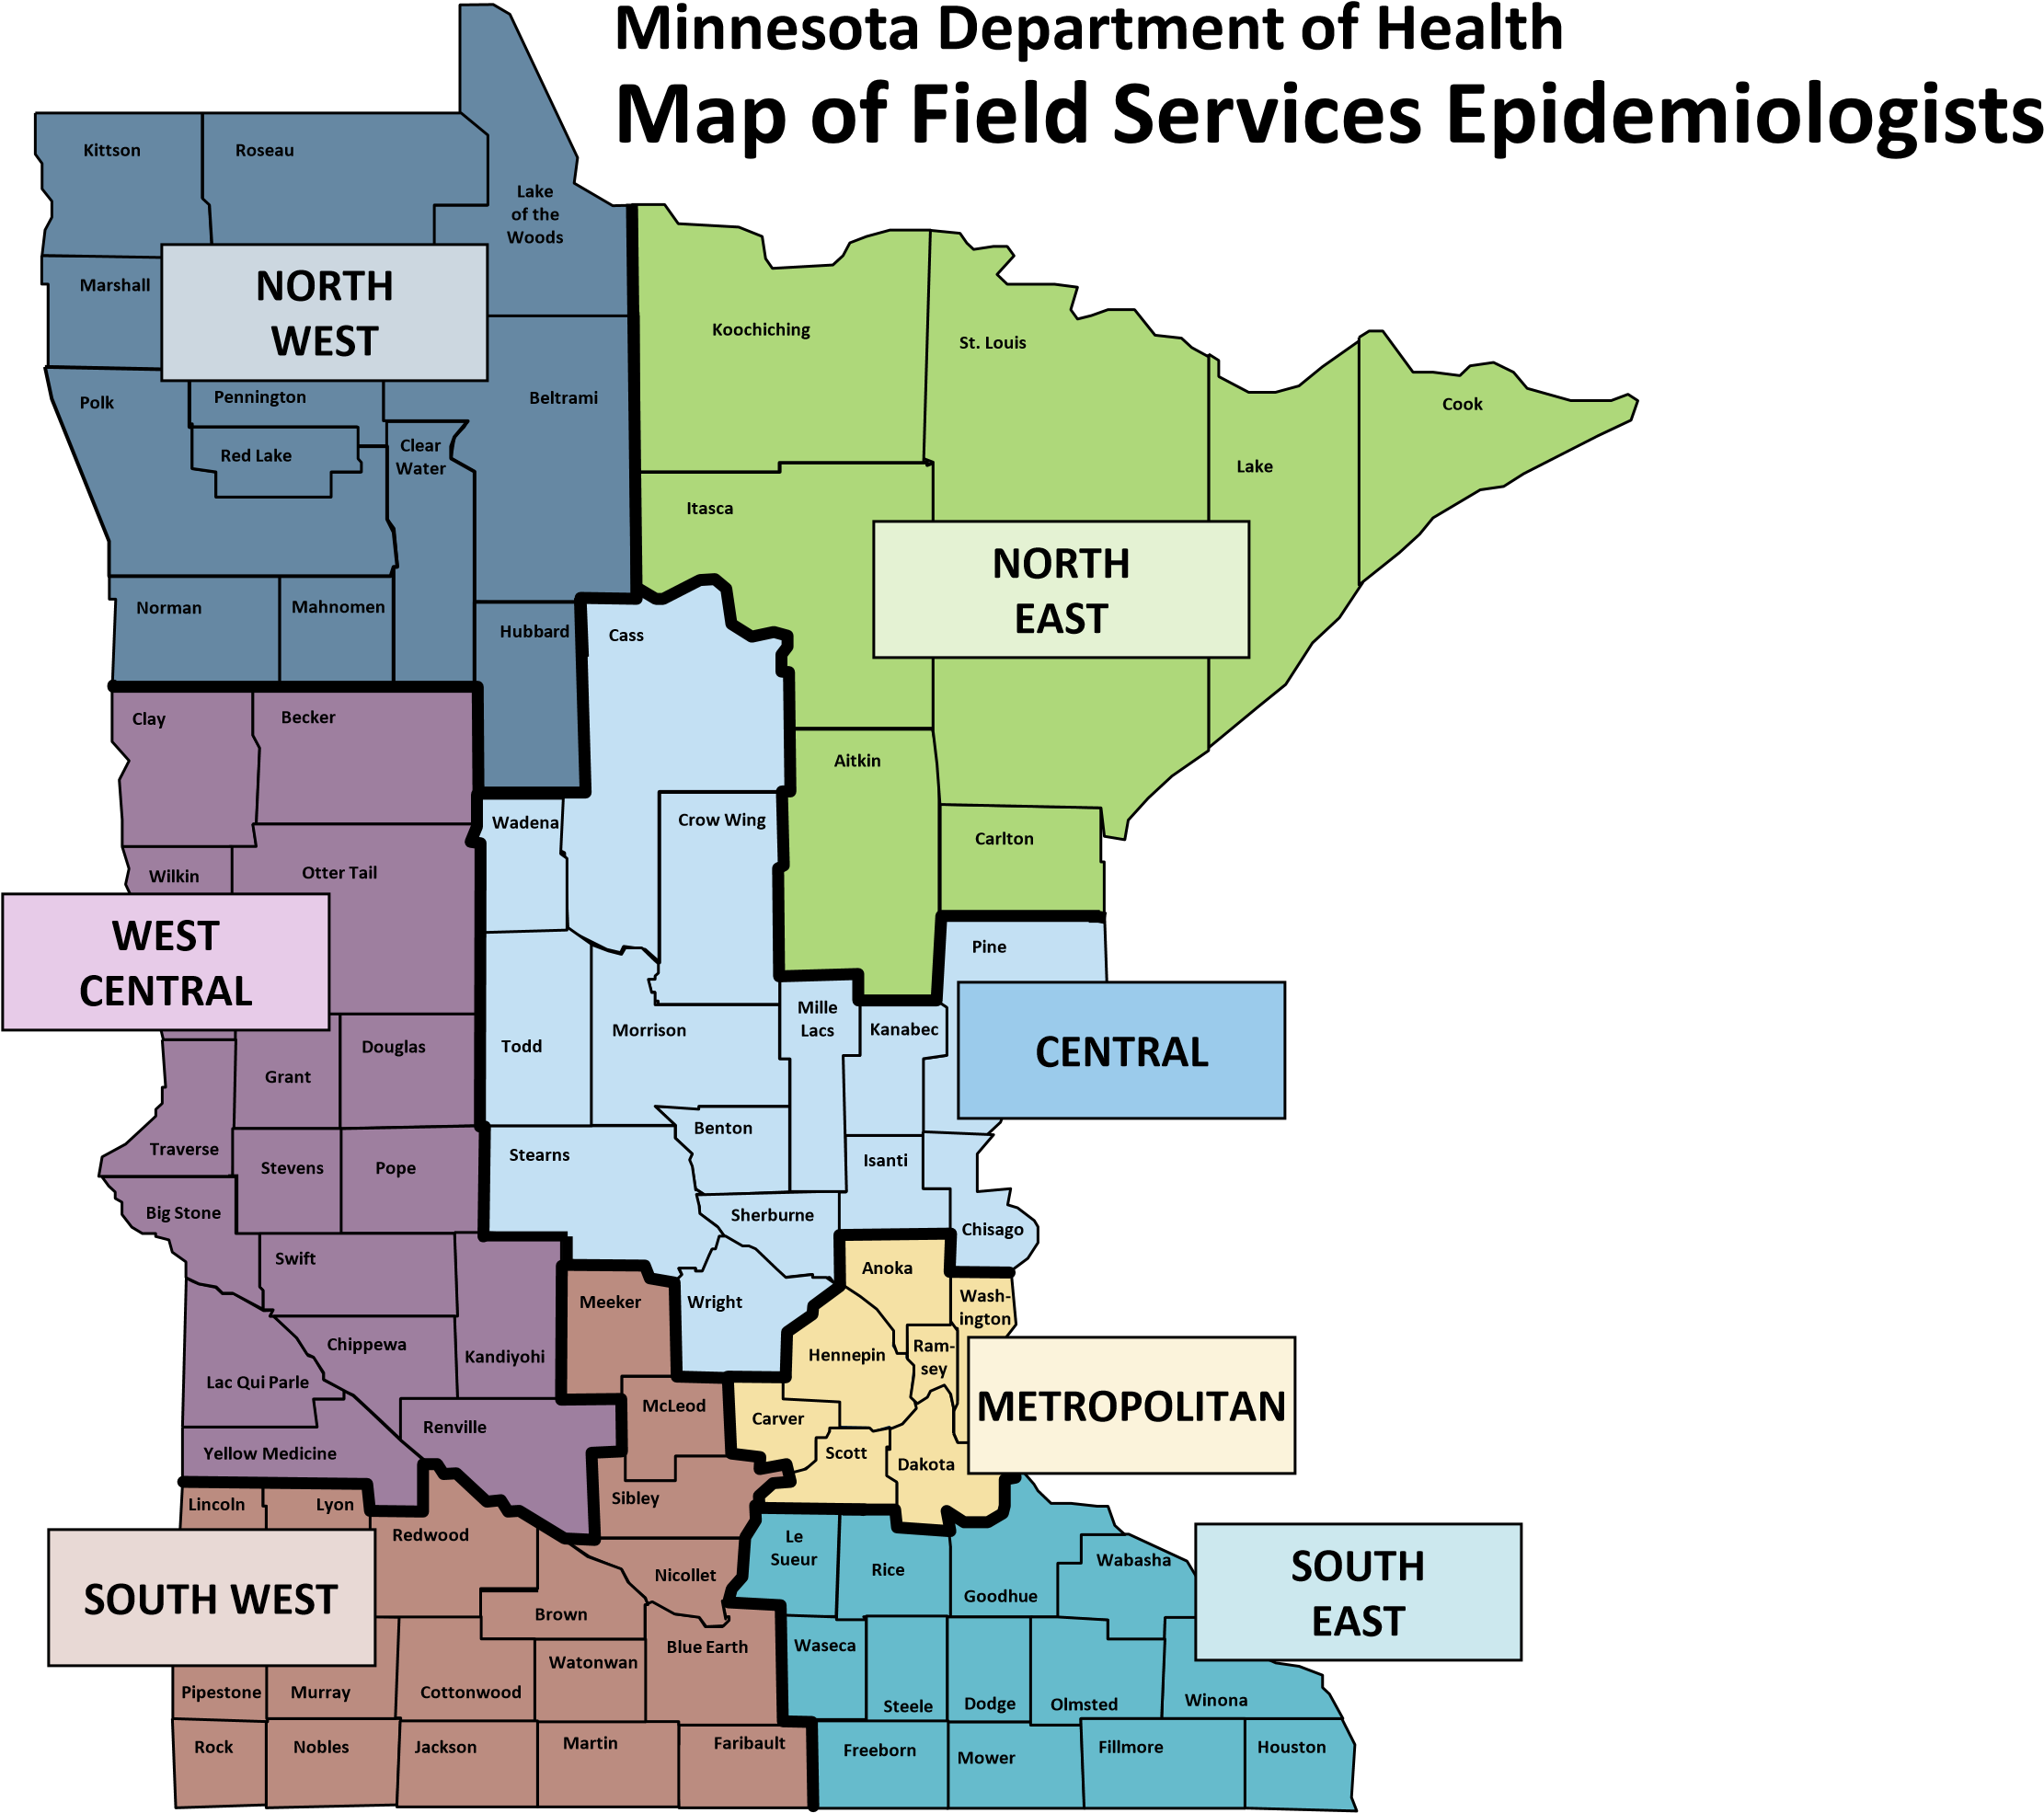 Minnesota Department of Health
Map of Field Services Epidemiologists
Kittson
Roseau
Lake
of the
Woods
Marshall
NORTH
WEST
Polk
Pennington
Beltrami
Red Lake
Clear
Water
Norman
Mahnomen
Hubbard
Koochiching
St. Louis
Cook
Lake
Itasca
NORTH
EAST
Aitkin
Carlton
Cass
Crow Wing
Wadena
Pine
Mille
Lacs
Kanabec
CENTRAL
Morrison
Todd
Benton
Stearns
Isanti
Sherburne
Chisago
Wright
Clay
Becker
Wilkin
Otter Tail
WEST
CENTRAL
Douglas
Grant
Traverse
Stevens
Pope
Big Stone
Swift
Chippewa
Kandiyohi
Lac Qui Parle
Renville
Yellow Medicine
Anoka
Wash-
ington
Hennepin
Ram-
sey
METROPOLITAN
Carver
Scott
Dakota
Meeker
McLeod
Sibley
Lincoln
Lyon
Redwood
SOUTH WEST
Nicollet
Brown
Blue Earth
Watonwan
Pipestone
Murray
Cottonwood
Rock
Nobles
Jackson
Martin
Faribault
Le
Sueur
Rice
Goodhue
Wabasha
SOUTH
EAST
Waseca
Steele
Dodge
Olmsted
Winona
Freeborn
Mower
Fillmore
Houston